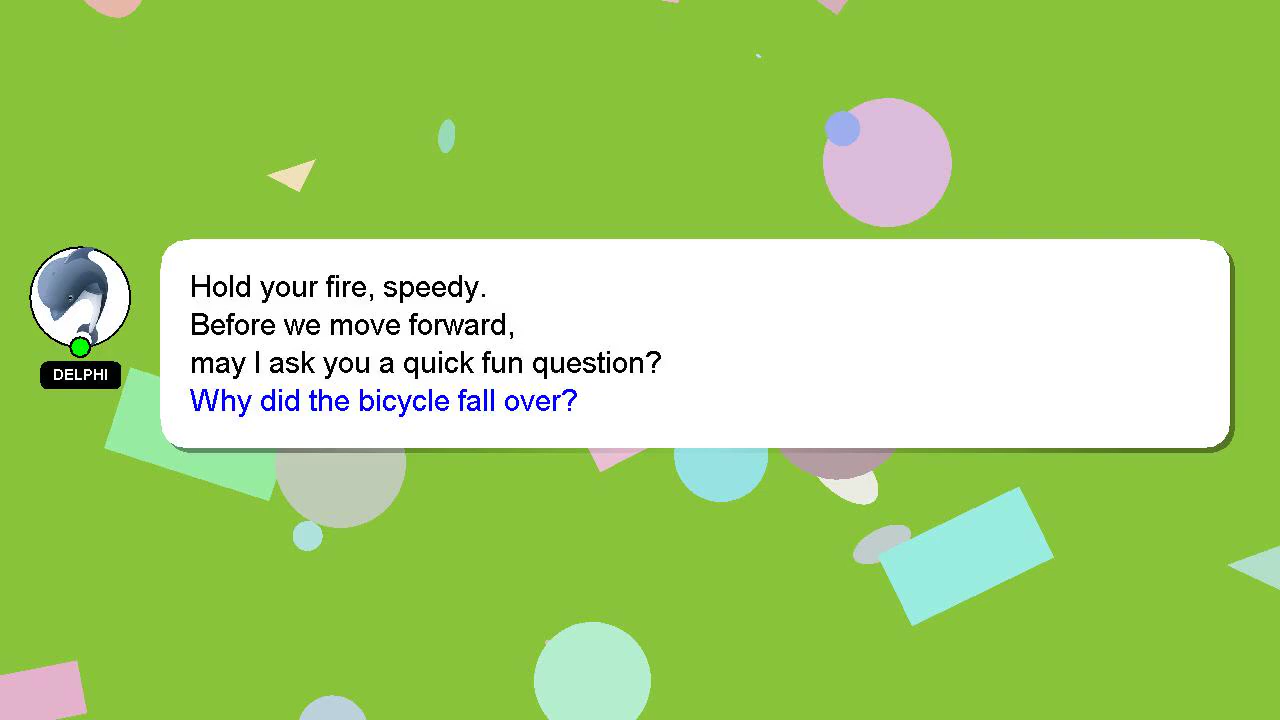 Hold your fire, speedy.
Before we move forward,
may I ask you a quick fun question?
Why did the bicycle fall over?
DELPHI